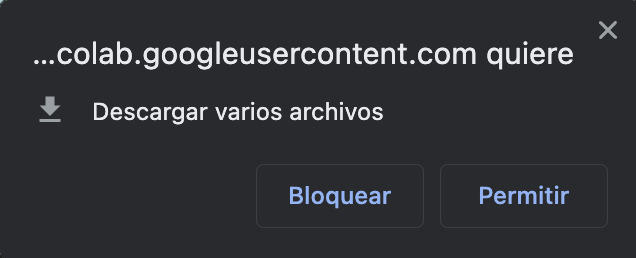 ...colab.googleusercontent.com quiere
Descargar varios archivos
Bloquear
Permitir